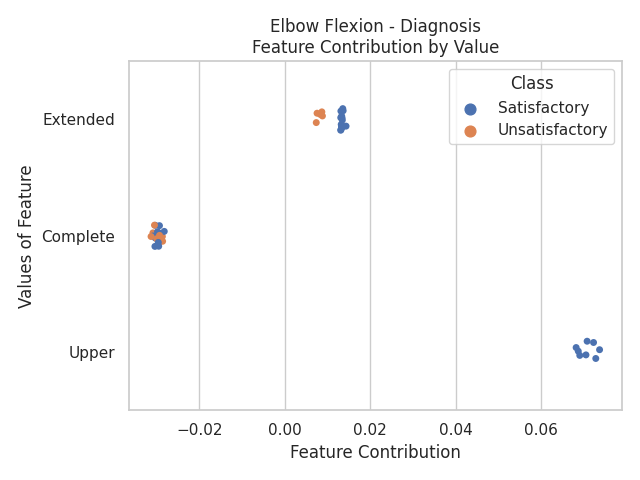 Elbow Flexion - Diagnosis
Feature Contribution by Value
Class
Satisfactory
Unsatisfactory
Values of Feature
Extended
Complete
Upper
−0.02 0.00 0.02 0.04 0.06
Feature Contribution